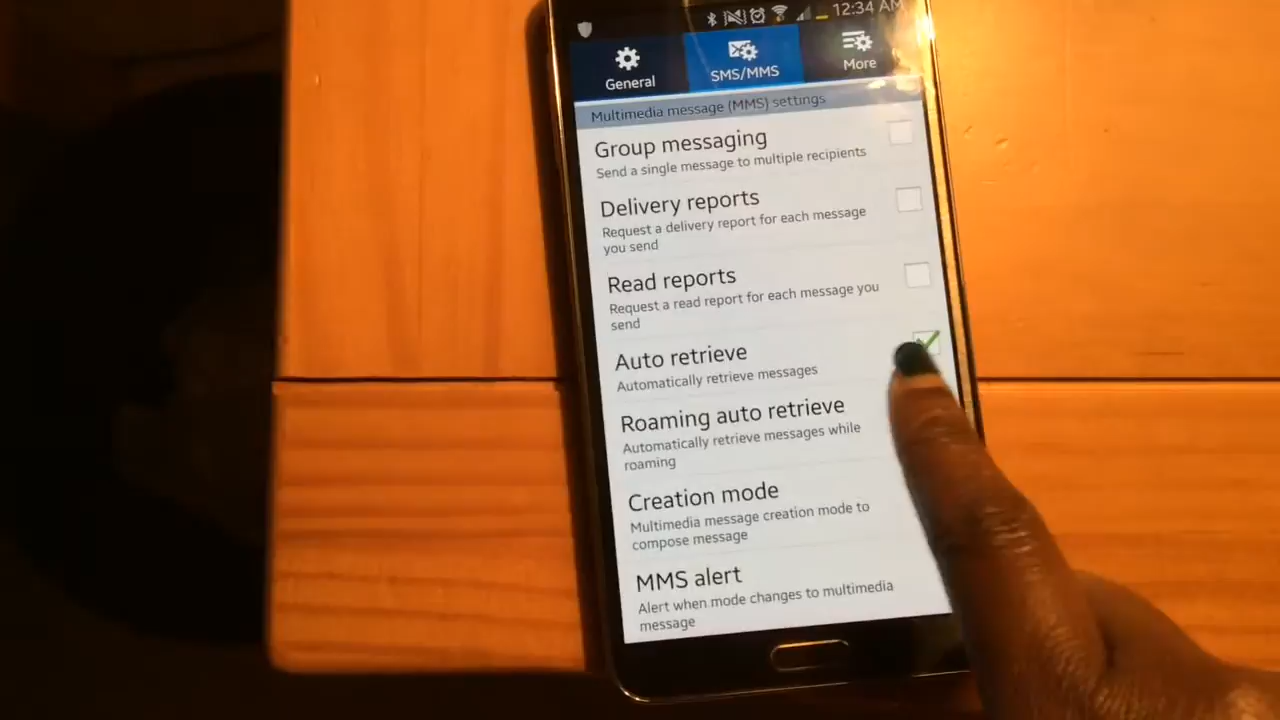 12:34 AM
General
SMS/MMS
More
Multimedia message (MMS) settings
Group messaging
Send a single message to multiple recipients
Delivery reports
Request a delivery report for each message
you send
Read reports
Request a read report for each message you
send
Auto retrieve
Automatically retrieve messages
Roaming auto retrieve
Automatically retrieve messages while
roaming
Creation mode
Multimedia message creation mode to
compose message
MMS alert
Alert when mode changes to multimedia
message